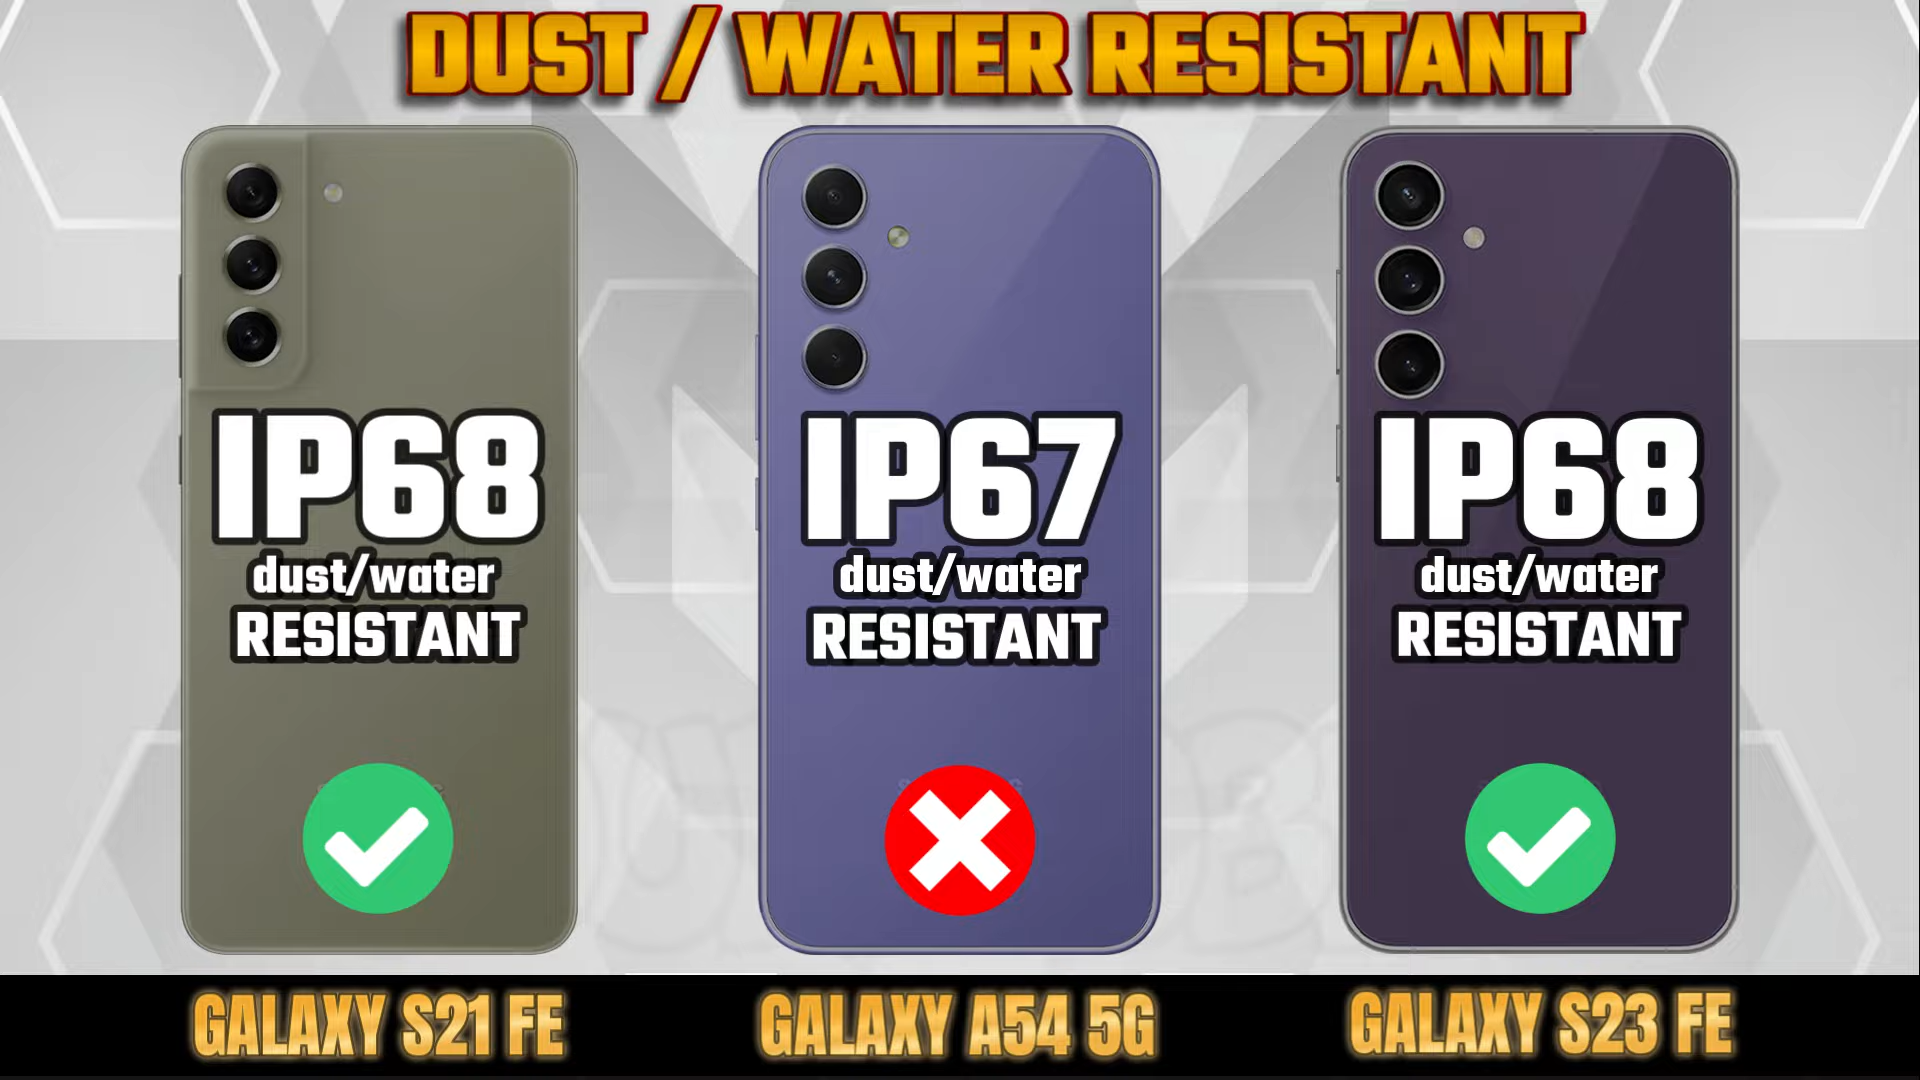 DUST / WATER RESISTANT
IP68
dust/water
RESISTANT
IP67
dust/water
RESISTANT
IP68
dust/water
RESISTANT
GALAXY S21 FE
GALAXY A54 5G
GALAXY S23 FE